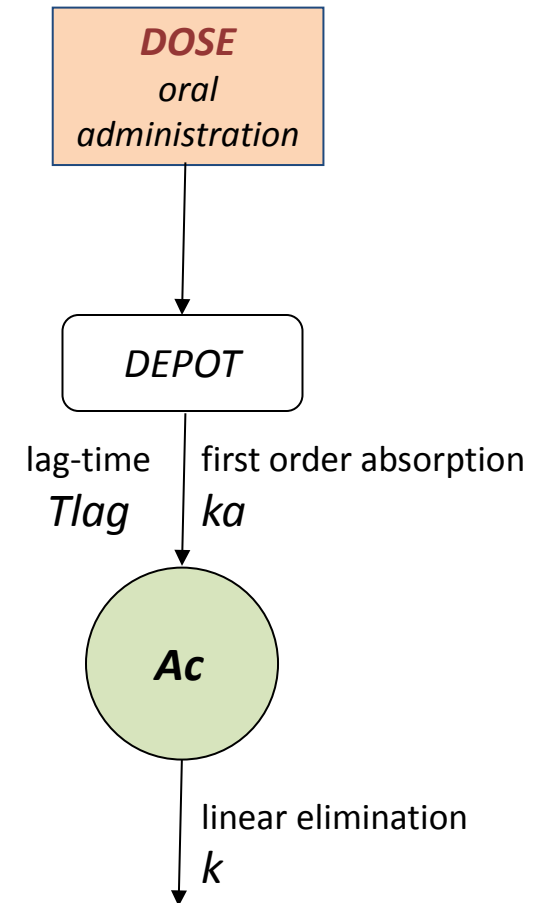 DOSE
oral
administration
DEPOT
lag-time
Tlag
first order absorption
ka
Ac
linear elimination
k